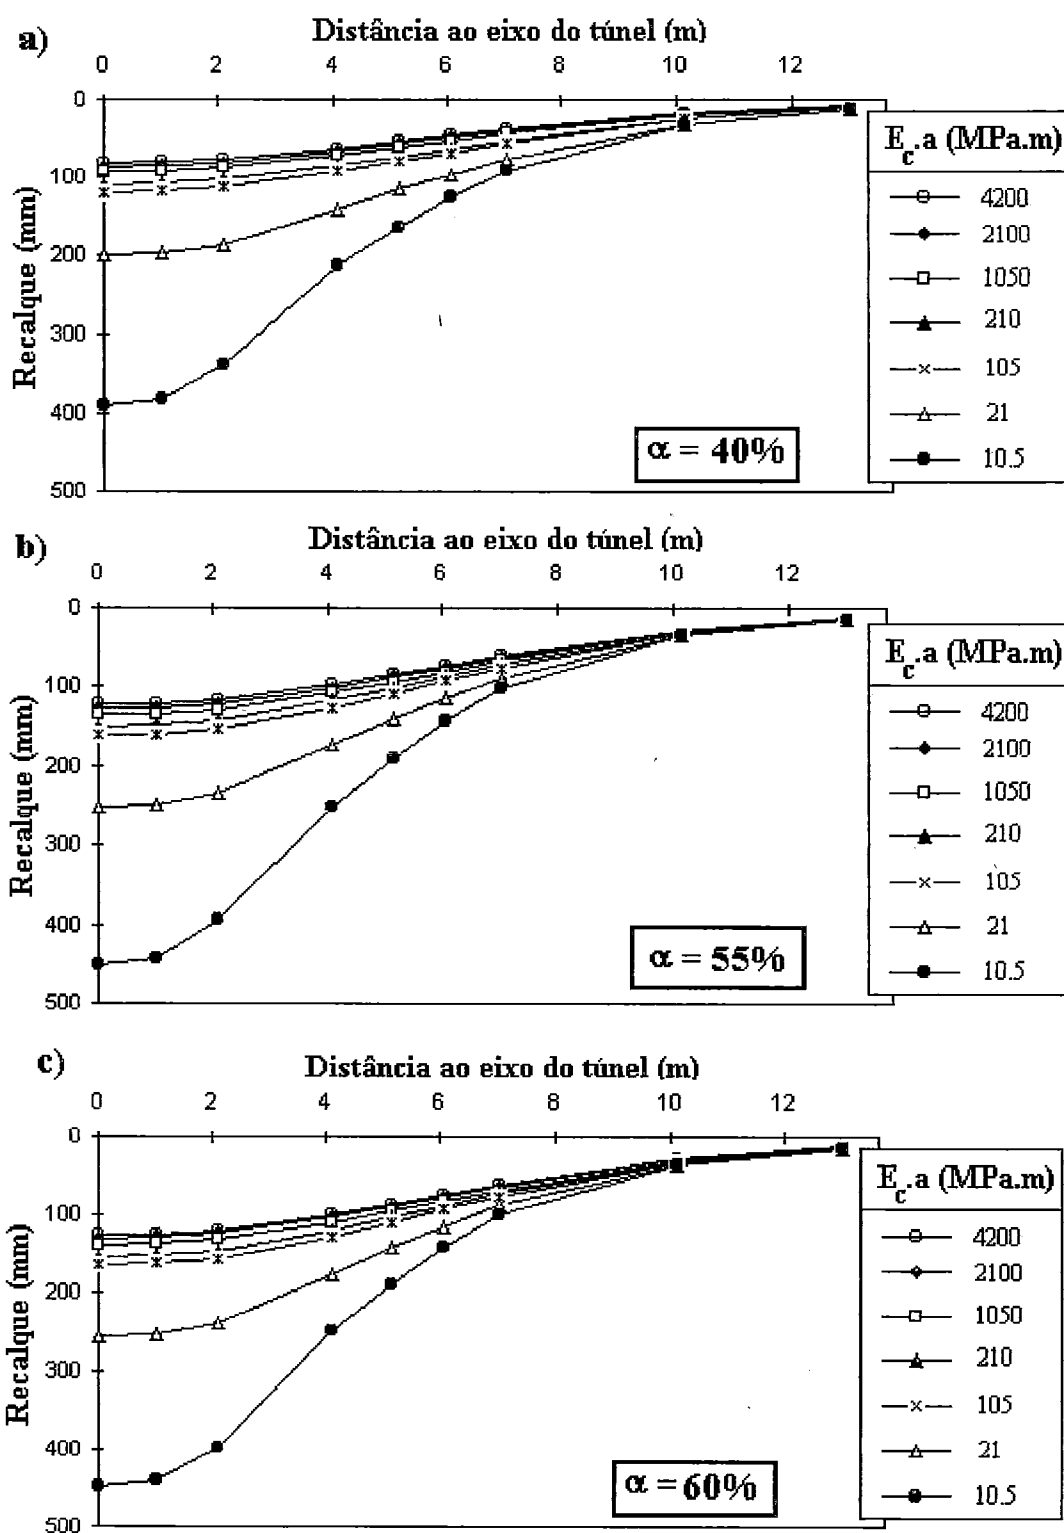 a)
Distância ao eixo do túnel (m)
0 2 4 6 8 10 12
Recalque (mm)
0
100
200
300
400
500
E_c.a (MPa.m)
4200
2100
1050
210
105
21
10.5
α = 40%
b)
Distância ao eixo do túnel (m)
0 2 4 6 8 10 12
Recalque (mm)
0
100
200
300
400
500
E_c.a (MPa.m)
4200
2100
1050
210
105
21
10.5
α = 55%
c)
Distância ao eixo do túnel (m)
0 2 4 6 8 10 12
Recalque (mm)
0
100
200
300
400
500
E_c.a (MPa.m)
4200
2100
1050
210
105
21
10.5
α = 60%